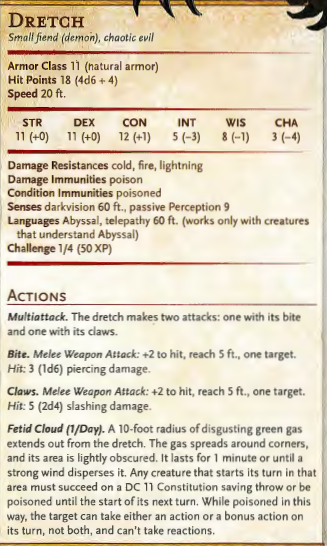 DRETCH
Small fiend (demon), chaotic evil
Armor Class 11 (natural armor)
Hit Points 18 (4d6 + 4)
Speed 20 ft.
STR DEX CON INT WIS CHA
11 (+0) 11 (+0) 12 (+1) 5 (−3) 8 (−1) 3 (−4)
Damage Resistances cold, fire, lightning
Damage Immunities poison
Condition Immunities poisoned
Senses darkvision 60 ft., passive Perception 9
Languages Abyssal, telepathy 60 ft. (works only with creatures
that understand Abyssal)
Challenge 1/4 (50 XP)
ACTIONS
Multiattack. The dretch makes two attacks: one with its bite
and one with its claws.
Bite. Melee Weapon Attack: +2 to hit, reach 5 ft., one target.
Hit: 3 (1d6) piercing damage.
Claws. Melee Weapon Attack: +2 to hit, reach 5 ft., one target.
Hit: 5 (2d4) slashing damage.
Fetid Cloud (1/Day). A 10-foot radius of disgusting green gas
extends out from the dretch. The gas spreads around corners,
and its area is lightly obscured. It lasts for 1 minute or until a
strong wind disperses it. Any creature that starts its turn in that
area must succeed on a DC 11 Constitution saving throw or be
poisoned until the start of its next turn. While poisoned in this
way, the target can take either an action or a bonus action on
its turn, not both, and can't take reactions.